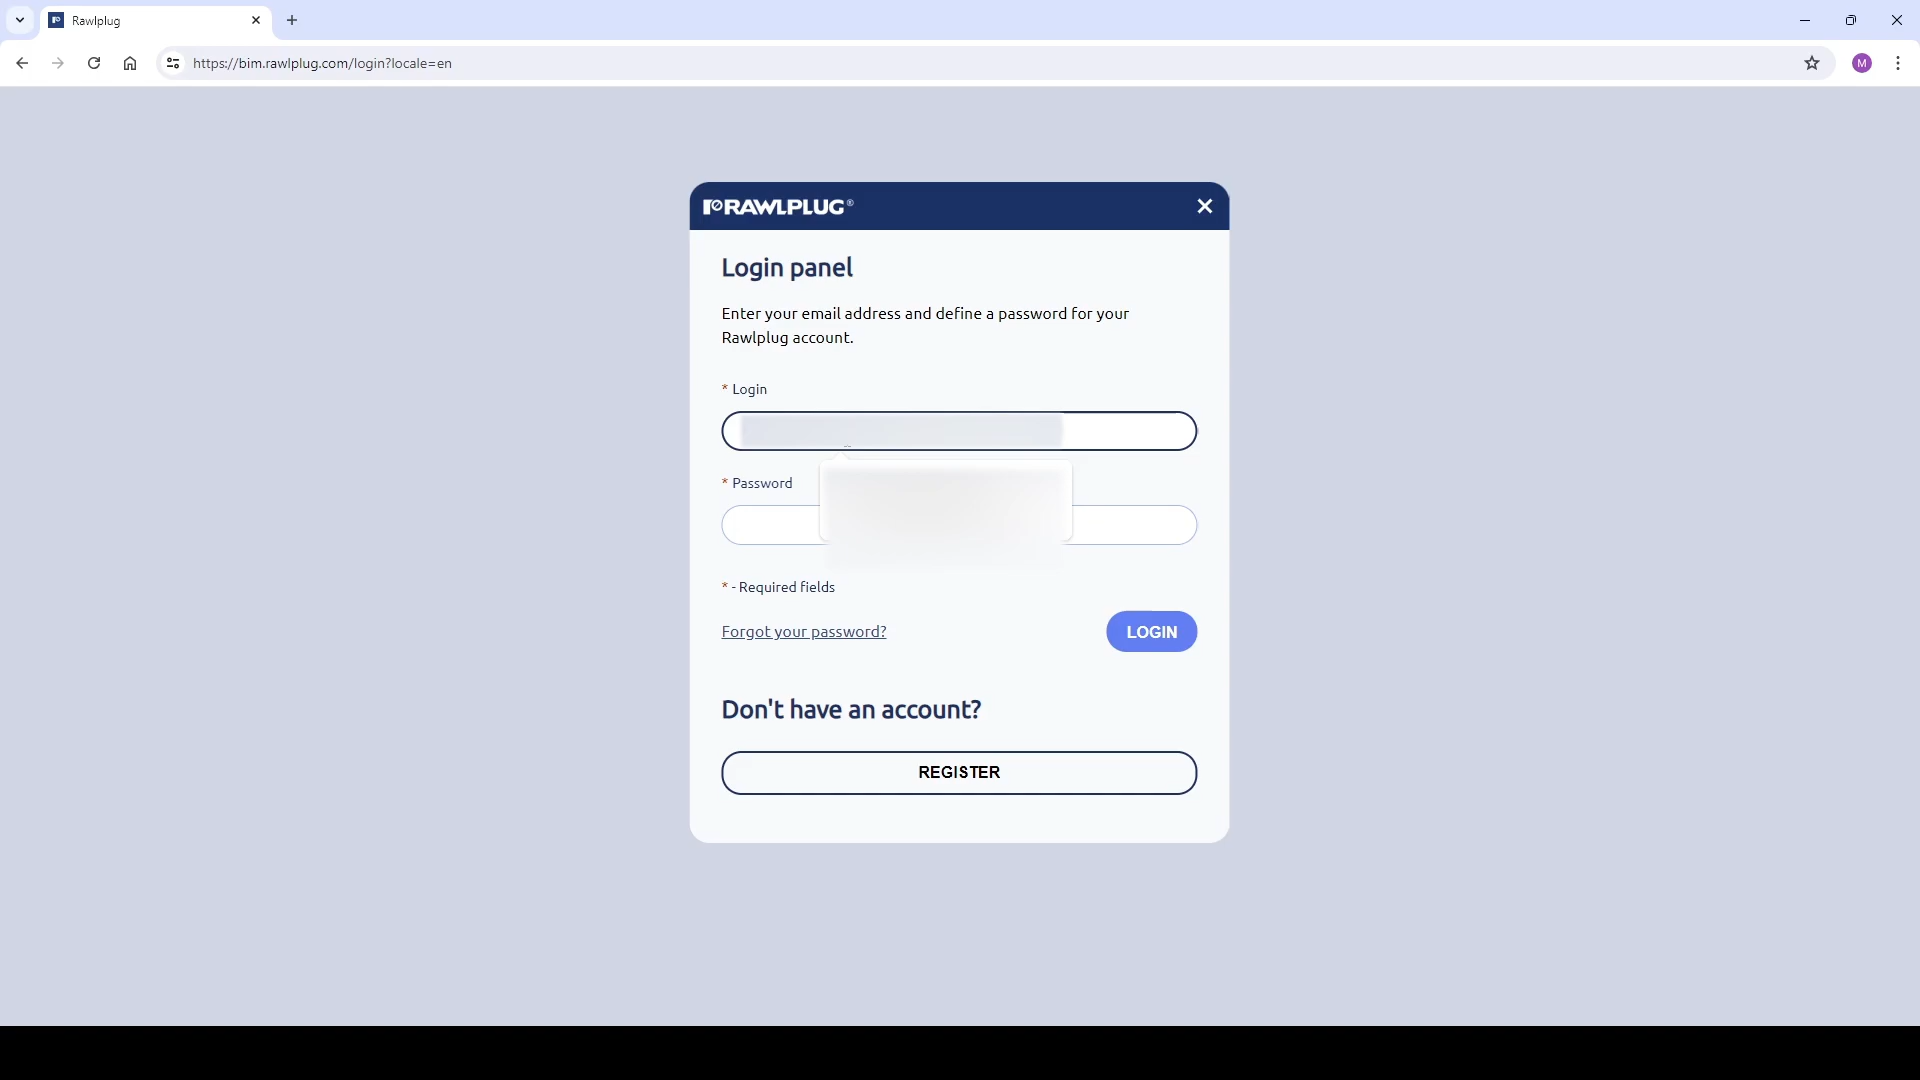 Rawlplug
https://bim.rawlplug.com/login?locale=en
M
RAWLPLUG®
Login panel
Enter your email address and define a password for your
Rawlplug account.
* Login
* Password
* - Required fields
Forgot your password?
LOGIN
Don't have an account?
REGISTER